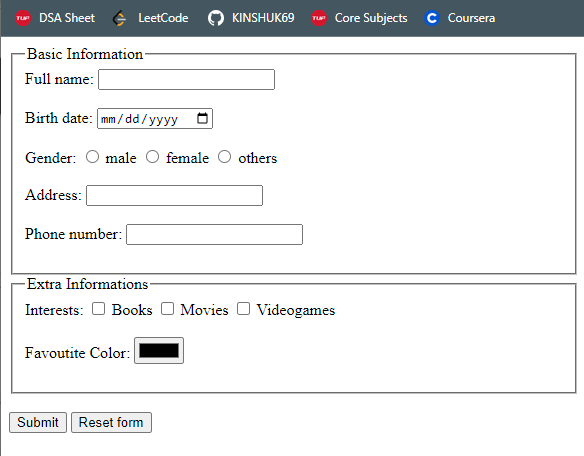 DSA Sheet LeetCode KINSHUK69 TUF Core Subjects Coursera
Basic Information
Full name:
Birth date: mm/dd/yyyy
Gender: male female others
Address:
Phone number:
Extra Informations
Interests: Books Movies Videogames
Favoutite Color:
Submit Reset form